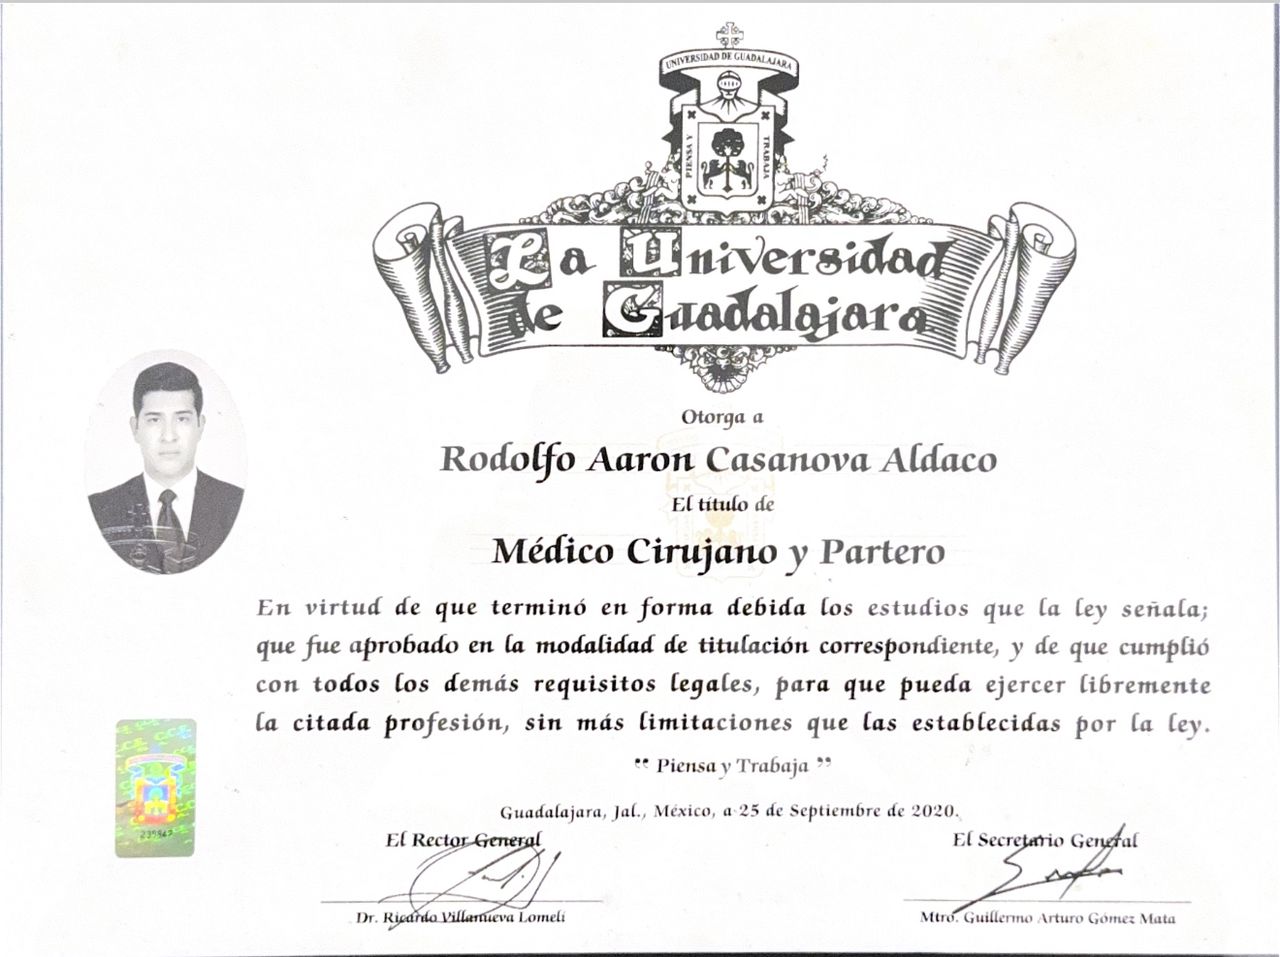 UNIVERSIDAD DE GUADALAJARA
PIENSA Y
TRABAJA
La Universidad
de Guadalajara
Otorga a
Rodolfo Aaron Casanova Aldaco
El título de
Médico Cirujano y Partero
En virtud de que terminó en forma debida los estudios que la ley señala;
que fue aprobado en la modalidad de titulación correspondiente, y de que cumplió
con todos los demás requisitos legales, para que pueda ejercer libremente
la citada profesión, sin más limitaciones que las establecidas por la ley.
“ Piensa y Trabaja ”
Guadalajara, Jal., México, a 25 de Septiembre de 2020.
El Rector General
El Secretario General
Dr. Ricardo Villanueva Lomelí
Mtro. Guillermo Arturo Gómez Mata